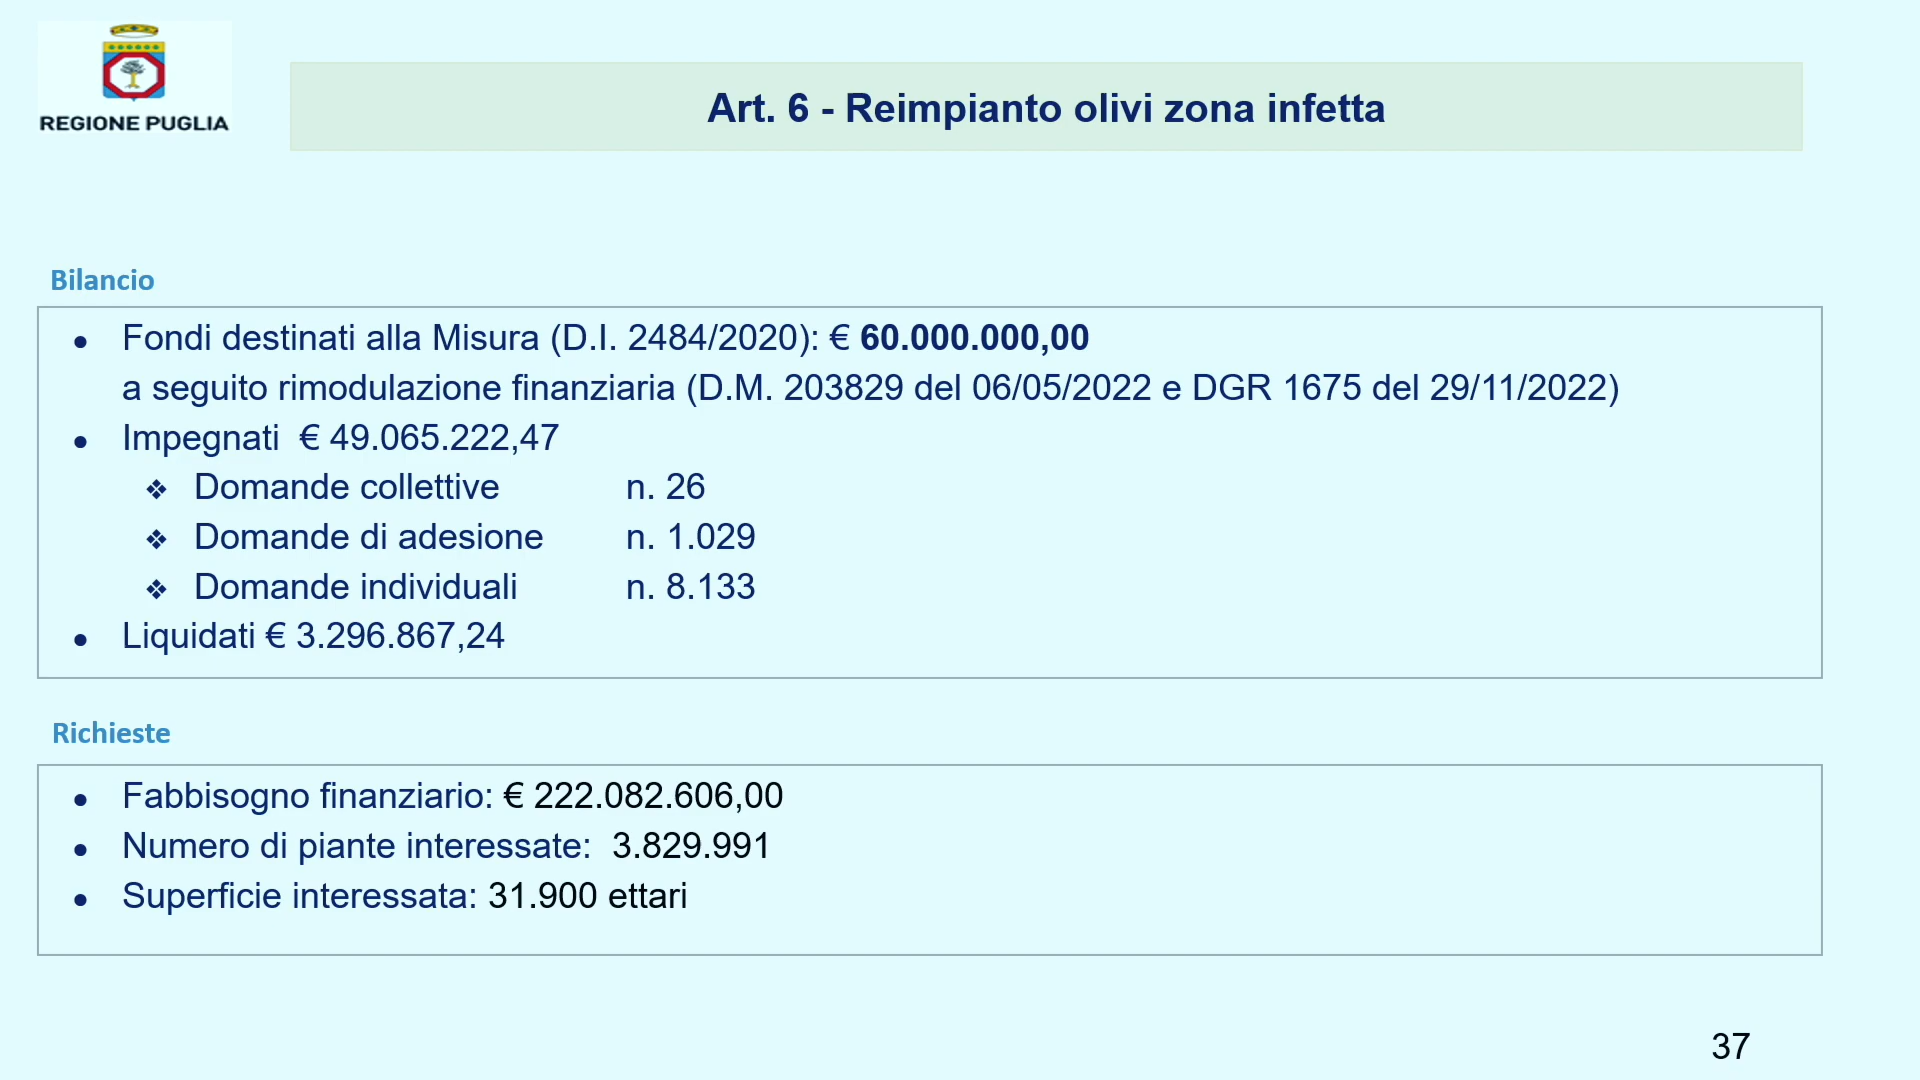 REGIONE PUGLIA
Art. 6 - Reimpianto olivi zona infetta
Bilancio
● Fondi destinati alla Misura (D.I. 2484/2020): € 60.000.000,00
a seguito rimodulazione finanziaria (D.M. 203829 del 06/05/2022 e DGR 1675 del 29/11/2022)
● Impegnati € 49.065.222,47
❖ Domande collettive n. 26
❖ Domande di adesione n. 1.029
❖ Domande individuali n. 8.133
● Liquidati € 3.296.867,24
Richieste
● Fabbisogno finanziario: € 222.082.606,00
● Numero di piante interessate: 3.829.991
● Superficie interessata: 31.900 ettari
37